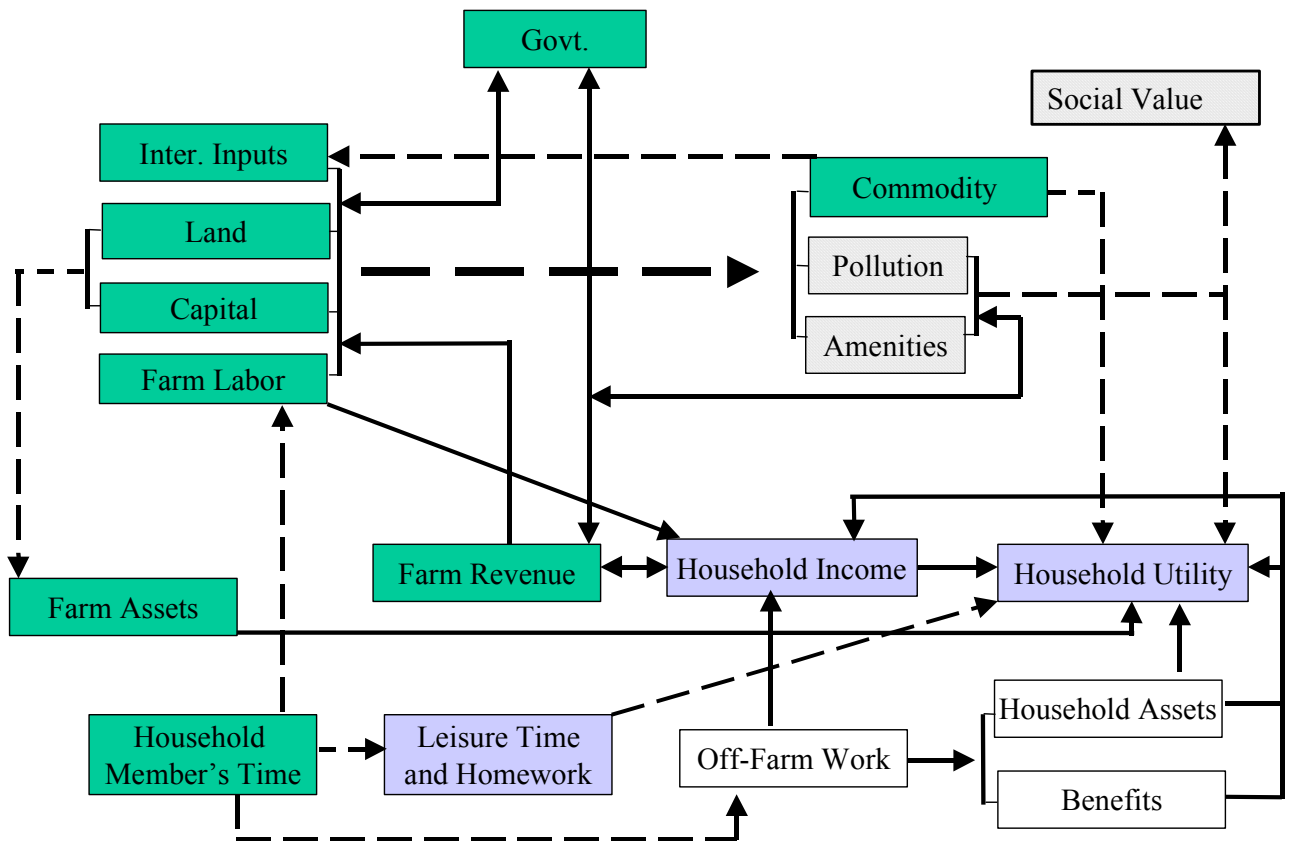 Govt.
Social Value
Inter. Inputs
Commodity
Land
Pollution
Capital
Amenities
Farm Labor
Farm Revenue
Household Income
Household Utility
Farm Assets
Household
Member’s Time
Leisure Time
and Homework
Off-Farm Work
Household Assets
Benefits